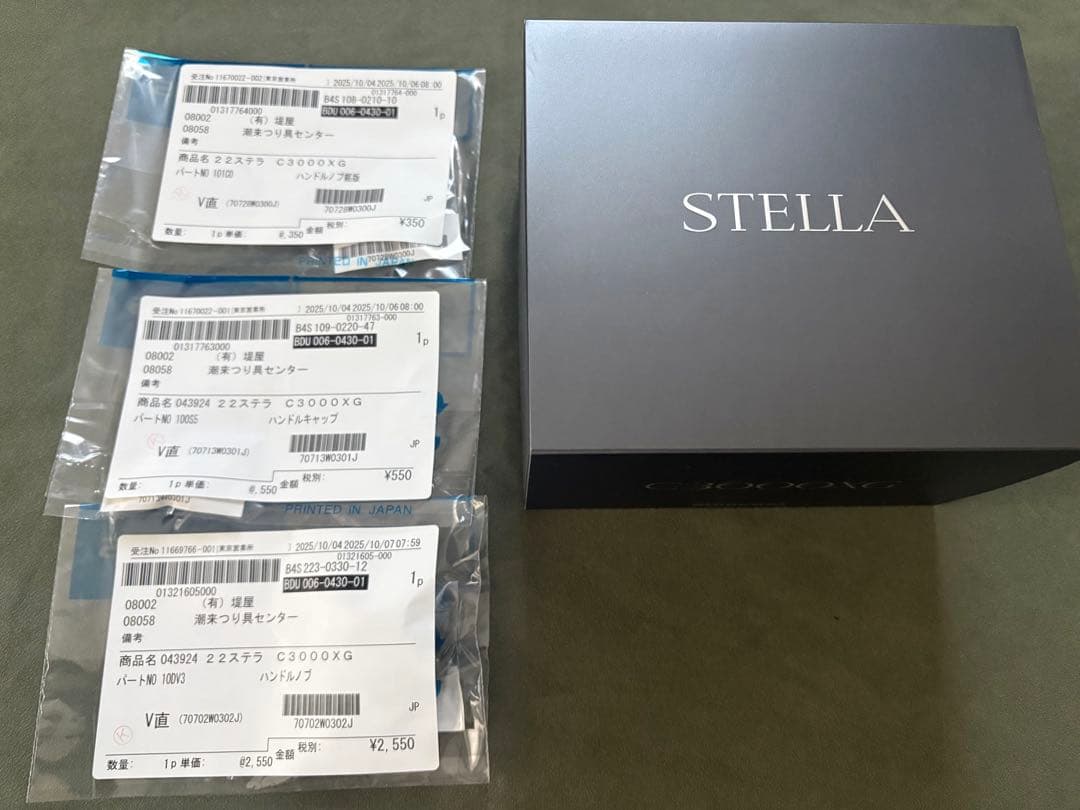 受注No 11670022-002[東京営業所 ] 2025/10/04 2025/10/06 08:00
01317764-000
B4S 108-0210-10
01317764000
BDU 006-0430-01
1p
08002 (有) 堤屋
08058 潮来つり具センター
備考
商品名 22ステラ C3000XG
パートNO 101CD ハンドルノブ銘版
V直 (70728W0300J)
70728W0300J
JP
数量: 1p 単価: @,350 金額 税別: ¥350
70728W0300J
PRINTED IN JAPAN
受注No 11670022-001[東京営業所 ] 2025/10/04 2025/10/06 08:00
01317763-000
B4S 109-0220-47
01317763000
BDU 006-0430-01
1p
08002 (有) 堤屋
08058 潮来つり具センター
備考
商品名 043924 22ステラ C3000XG
パートNO 10DS5 ハンドルキャップ
V直 (70713W0301J)
70713W0301J
JP
数量: 1p 単価: @,550 金額 税別: ¥550
70713W0301J
PRINTED IN JAPAN
受注No 11669766-001[東京営業所 ] 2025/10/04 2025/10/07 07:59
01321605-000
B4S 223-0330-12
01321605000
BDU 006-0430-01
1p
08002 (有) 堤屋
08058 潮来つり具センター
備考
商品名 043924 22ステラ C3000XG
パートNO 10DV3 ハンドルノブ
V直 (70702W0302J)
70702W0302J
JP
数量: 1p 単価: @2,550 金額 税別: ¥2,550
STELLA
C3000XG